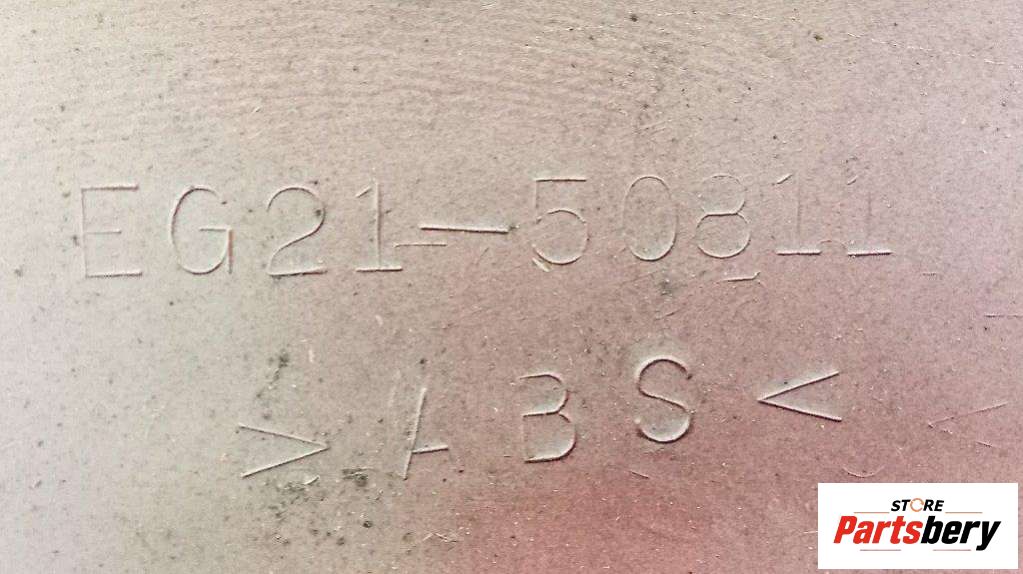 EG21-50811
>ABS<
STORE
Partsbery